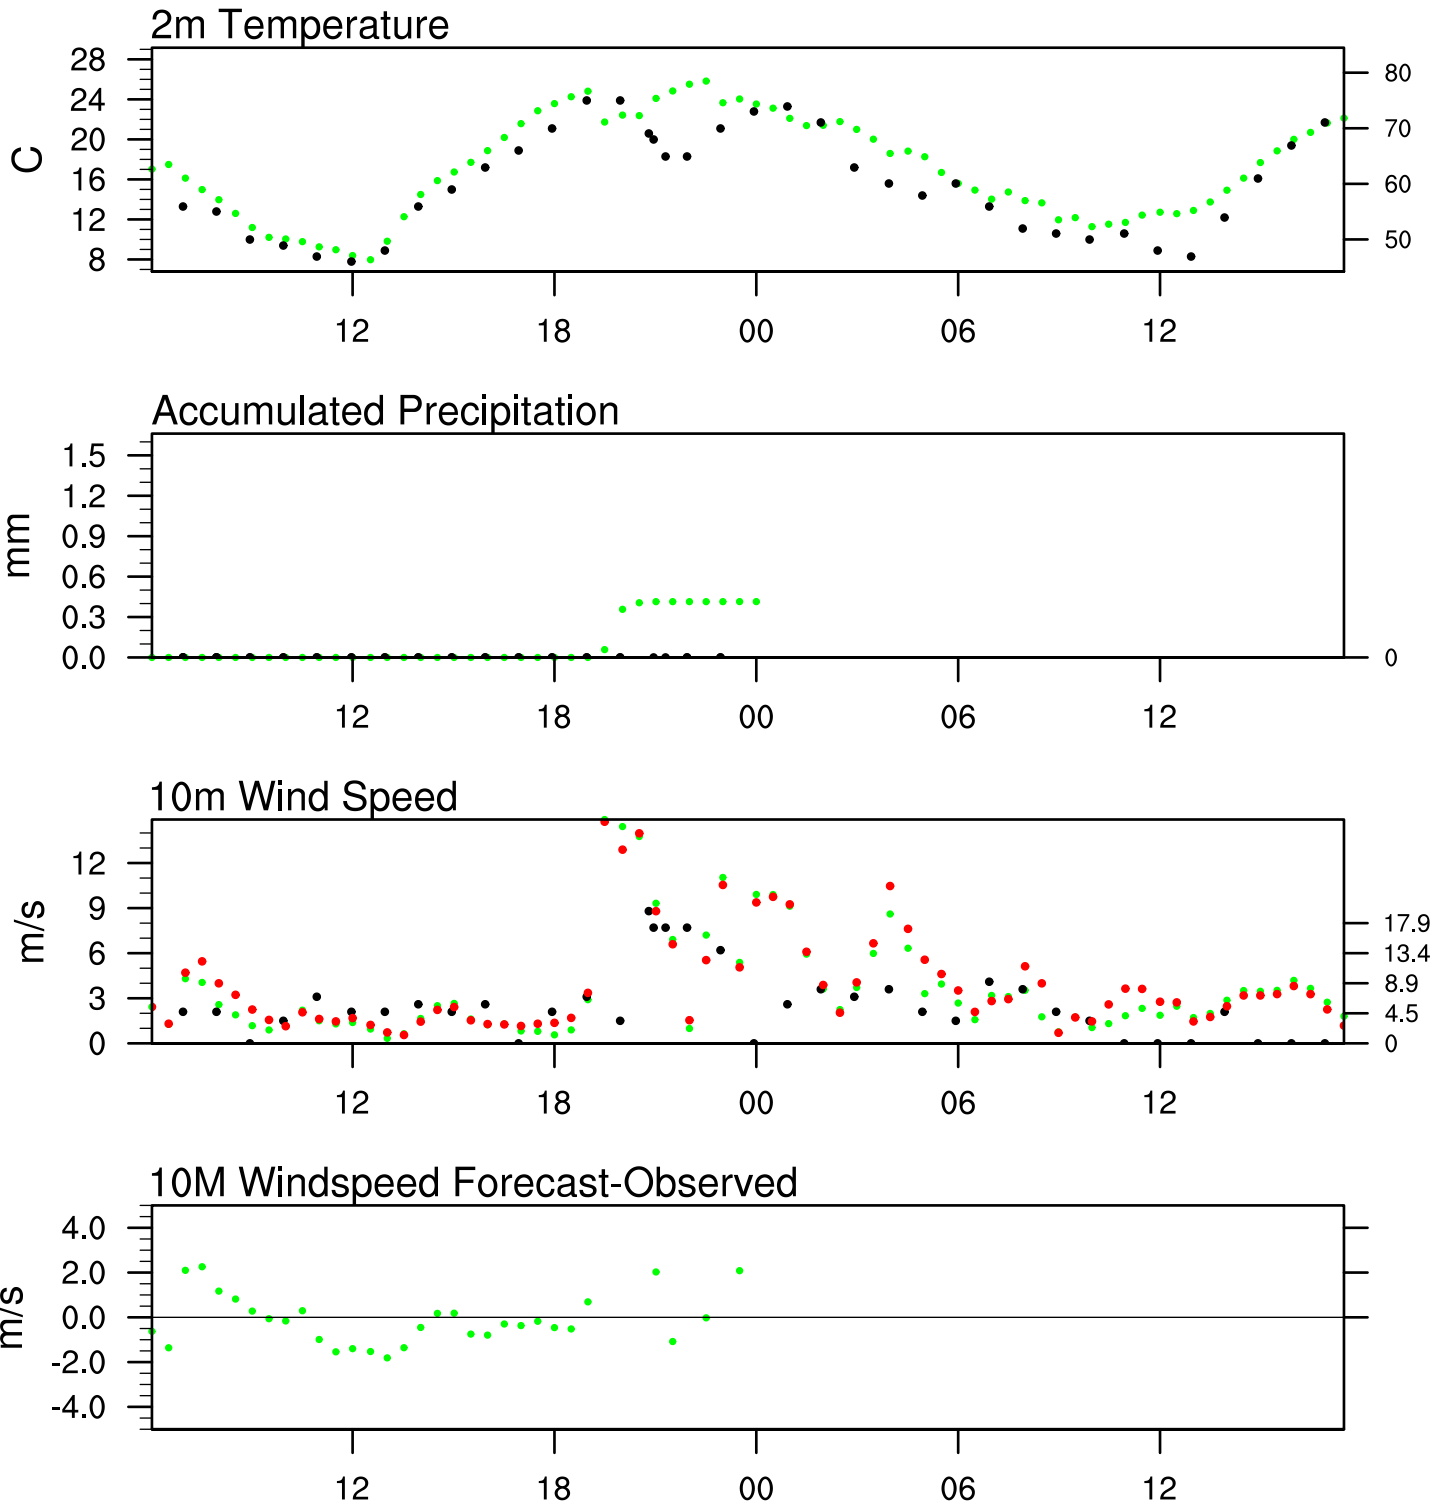 2m Temperature
28
24
20
16
12
8
C
80
70
60
50
12 18 00 06 12
Accumulated Precipitation
1.5
1.2
0.9
0.6
0.3
0.0
mm
0
12 18 00 06 12
10m Wind Speed
12
9
6
3
0
m/s
17.9
13.4
8.9
4.5
0
12 18 00 06 12
10M Windspeed Forecast-Observed
4.0
2.0
0.0
-2.0
-4.0
m/s
12 18 00 06 12